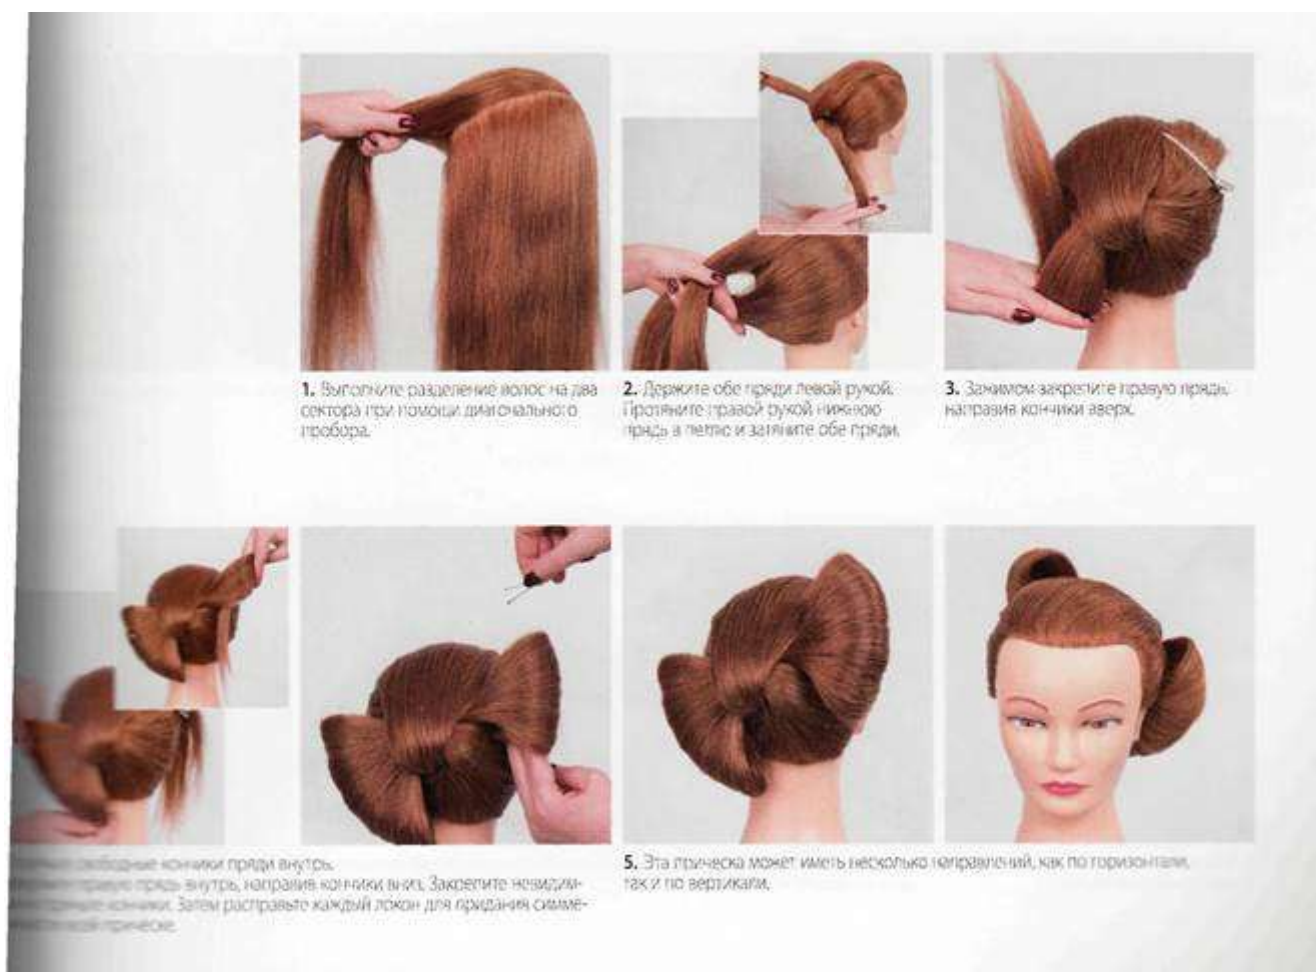 1. Выполните разделение волос на два
сектора при помощи диагонального
пробора.
2. Держите обе пряди левой рукой.
Протяните правой рукой нижнюю
прядь в петлю и затяните обе пряди.
3. Зажимом закрепите правую прядь,
направив кончики вверх.
свободные кончики пряди внутрь.
правую прядь внутрь, направив кончики вниз. Закрепите невидим-
кончики. Затем расправьте каждый локон для придания симме-
прическе.
5. Эта прическа может иметь несколько направлений, как по горизонтали,
так и по вертикали.